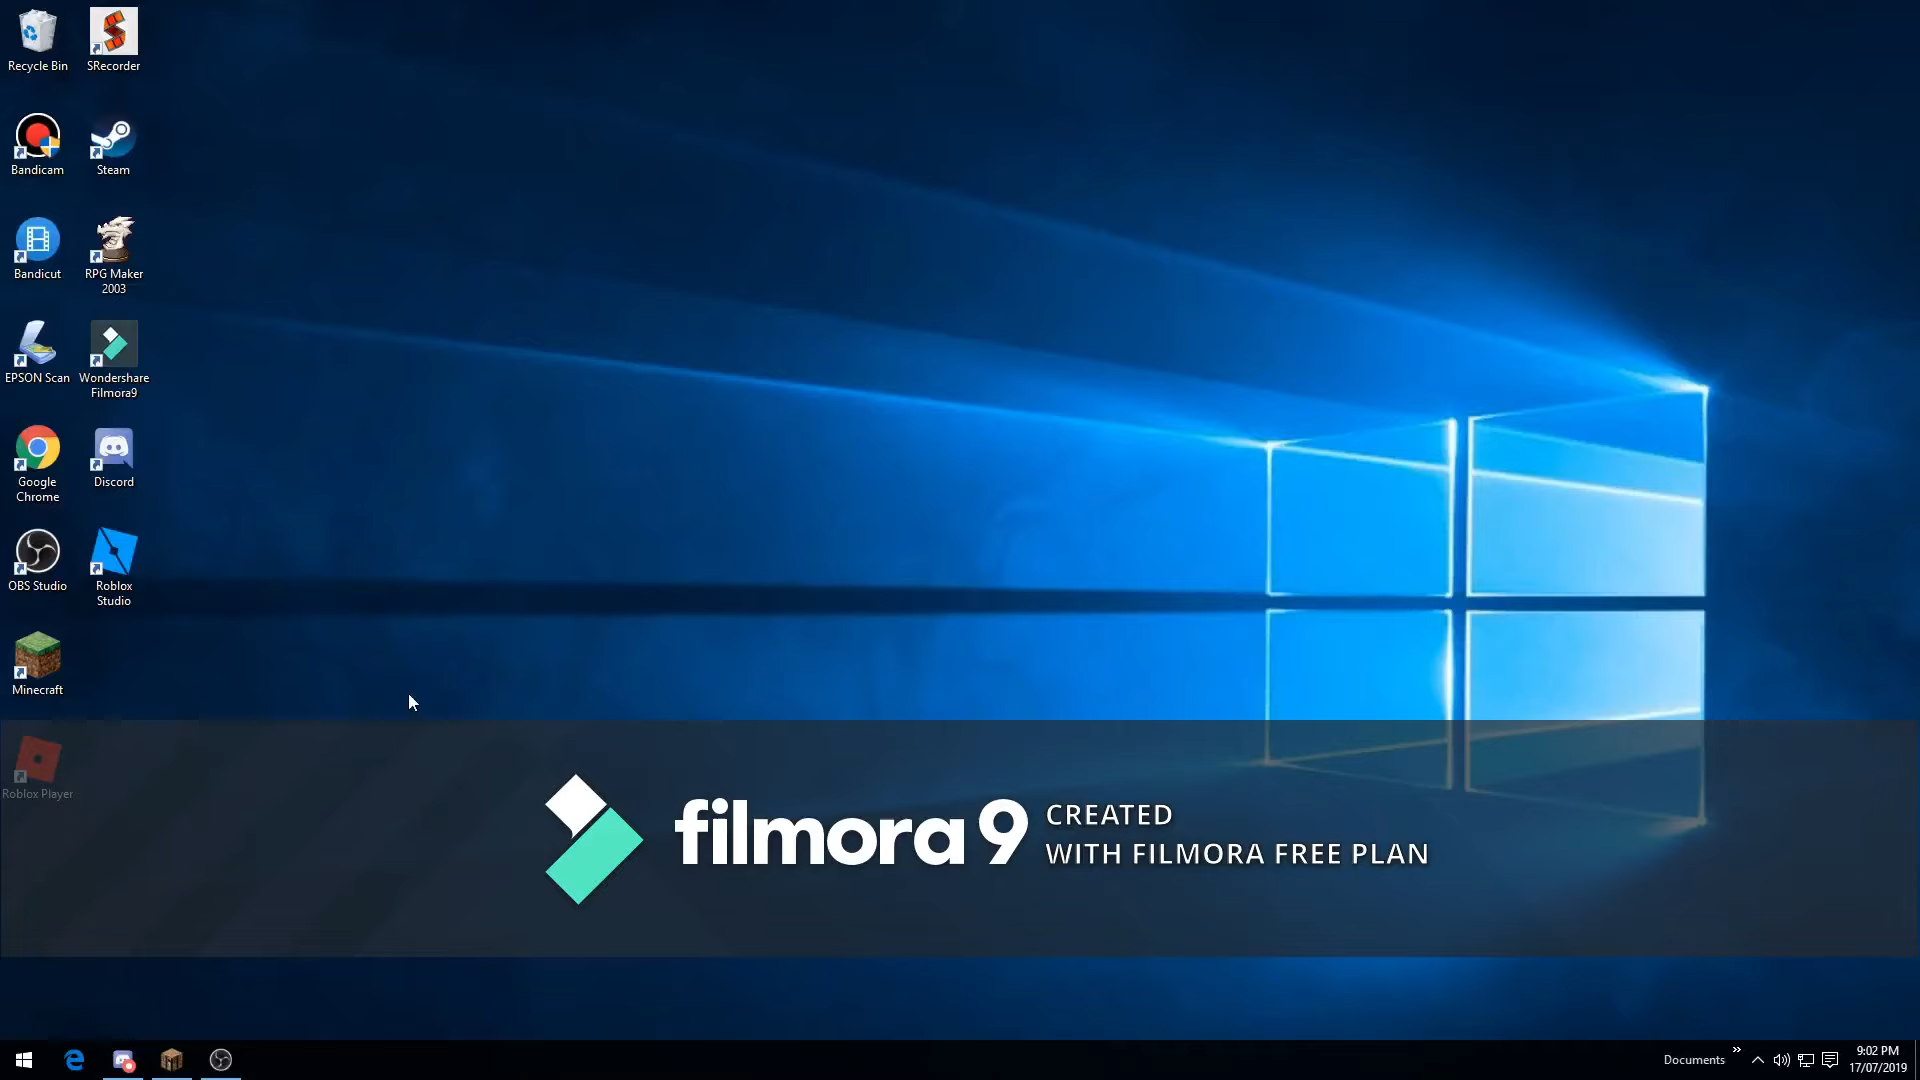 Recycle Bin
SRecorder
Bandicam
Steam
Bandicut
RPG Maker
2003
EPSON Scan
Wondershare
Filmora9
Google
Chrome
Discord
OBS Studio
Roblox
Studio
Minecraft
Roblox Player
filmora9
CREATED
WITH FILMORA FREE PLAN
Documents
9:02 PM
17/07/2019